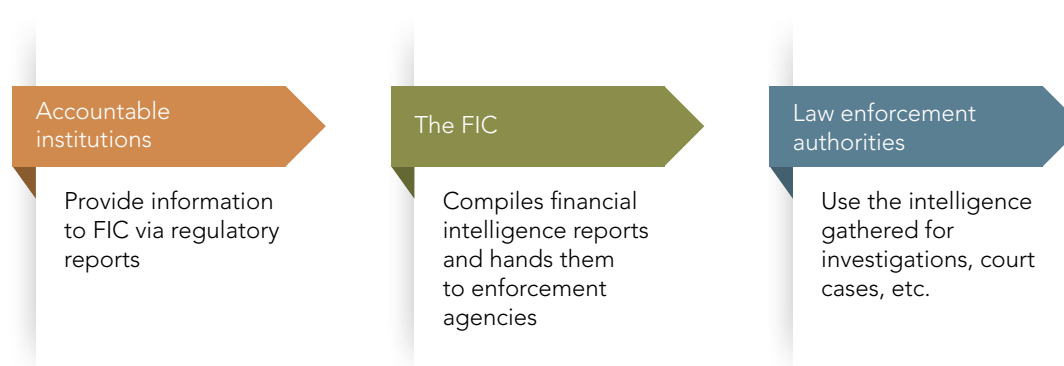 Accountable
institutions
Provide information
to FIC via regulatory
reports
The FIC
Compiles financial
intelligence reports
and hands them
to enforcement
agencies
Law enforcement
authorities
Use the intelligence
gathered for
investigations, court
cases, etc.